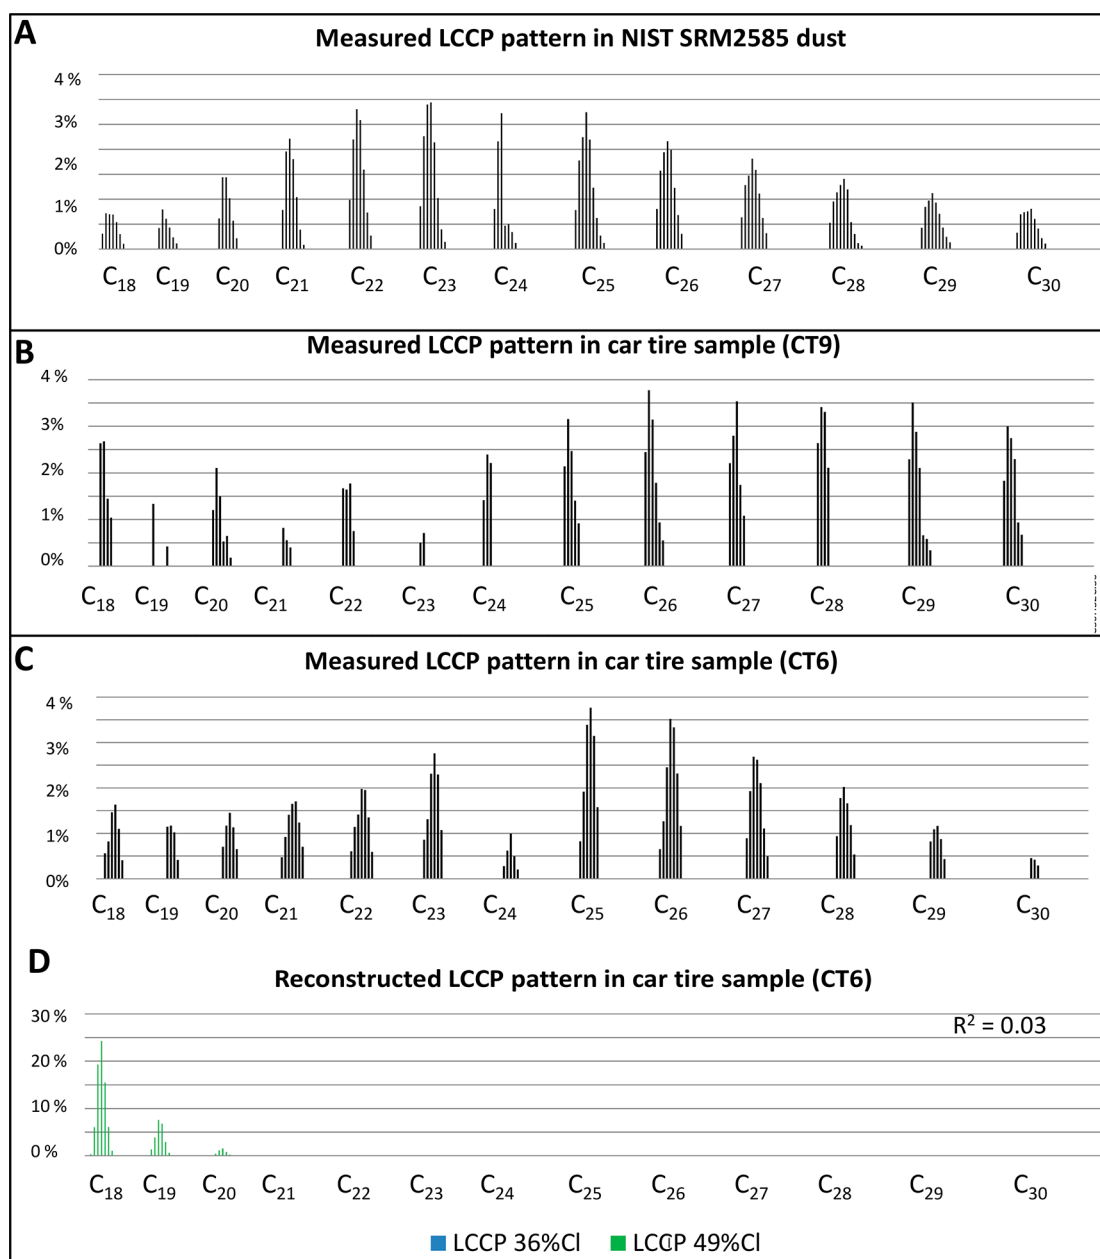 A
Measured LCCP pattern in NIST SRM2585 dust
4 %
3%
2%
1%
0%
C18 C19 C20 C21 C22 C23 C24 C25 C26 C27 C28 C29 C30
B
Measured LCCP pattern in car tire sample (CT9)
4 %
3%
2%
1%
0%
C18 C19 C20 C21 C22 C23 C24 C25 C26 C27 C28 C29 C30
C
Measured LCCP pattern in car tire sample (CT6)
4 %
3%
2%
1%
0%
C18 C19 C20 C21 C22 C23 C24 C25 C26 C27 C28 C29 C30
D
Reconstructed LCCP pattern in car tire sample (CT6)
R2 = 0.03
30 %
20 %
10 %
0 %
C18 C19 C20 C21 C22 C23 C24 C25 C26 C27 C28 C29 C30
LCCP 36%Cl LCCP 49%Cl